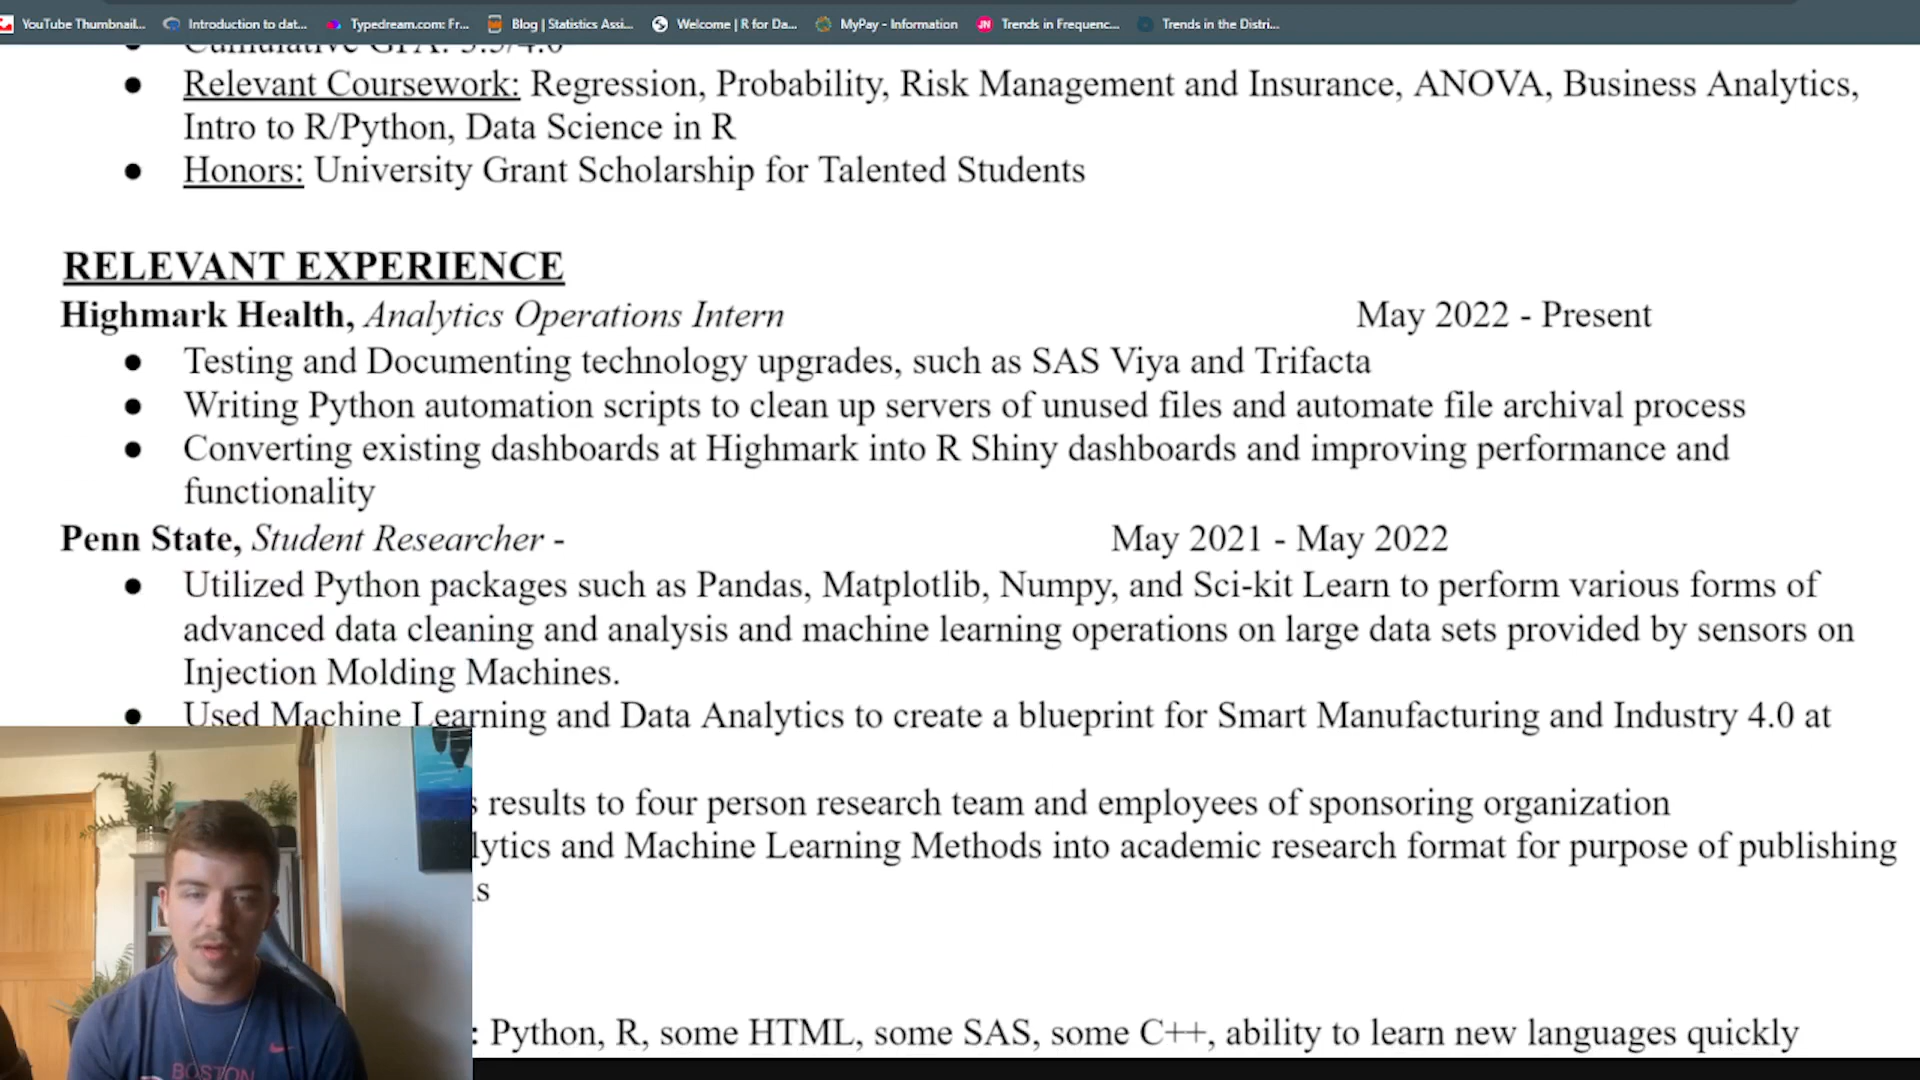 YouTube Thumbnail... Introduction to dat... Typedream.com: Fr... Blog | Statistics Assi... Welcome | R for Da... MyPay - Information JN Trends in Frequenc... Trends in the Distri...
Cumulative GPA: 3.5/4.0
● Relevant Coursework: Regression, Probability, Risk Management and Insurance, ANOVA, Business Analytics,
Intro to R/Python, Data Science in R
● Honors: University Grant Scholarship for Talented Students
RELEVANT EXPERIENCE
Highmark Health, Analytics Operations Intern May 2022 - Present
● Testing and Documenting technology upgrades, such as SAS Viya and Trifacta
● Writing Python automation scripts to clean up servers of unused files and automate file archival process
● Converting existing dashboards at Highmark into R Shiny dashboards and improving performance and
functionality
Penn State, Student Researcher - May 2021 - May 2022
● Utilized Python packages such as Pandas, Matplotlib, Numpy, and Sci-kit Learn to perform various forms of
advanced data cleaning and analysis and machine learning operations on large data sets provided by sensors on
Injection Molding Machines.
● Used Machine Learning and Data Analytics to create a blueprint for Smart Manufacturing and Industry 4.0 at
results to four person research team and employees of sponsoring organization
lytics and Machine Learning Methods into academic research format for purpose of publishing
: Python, R, some HTML, some SAS, some C++, ability to learn new languages quickly
BOSTON